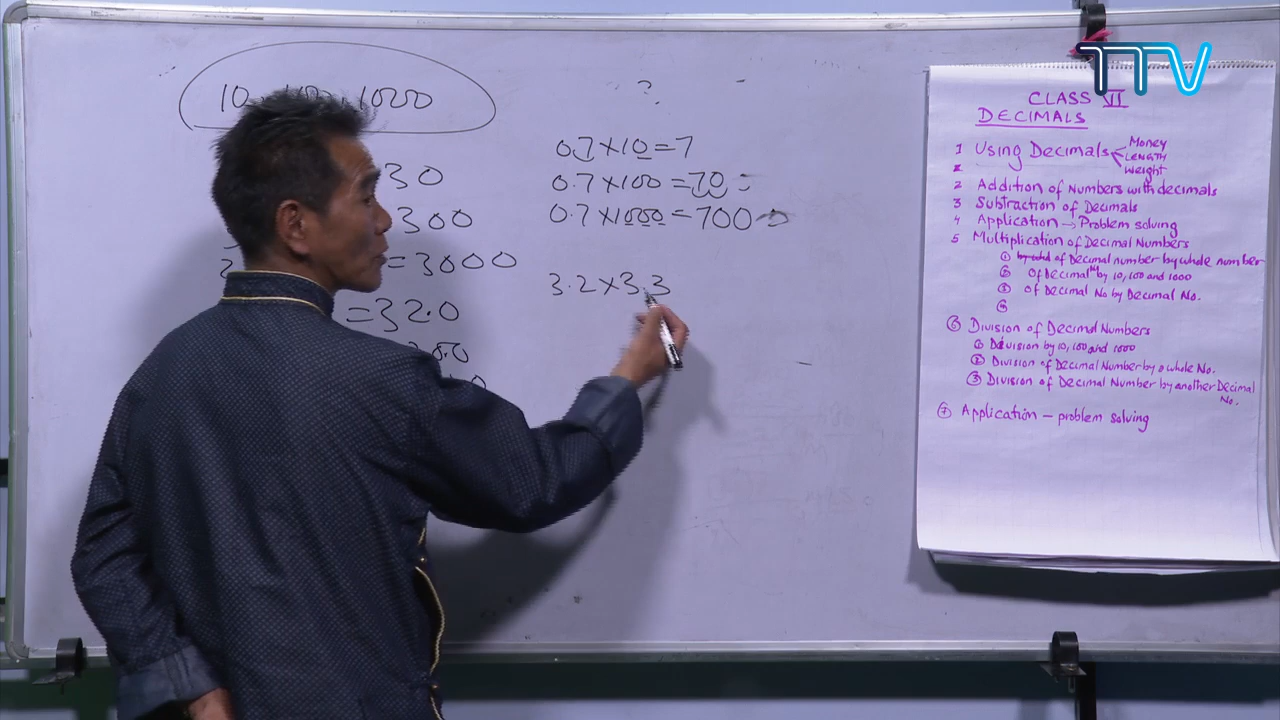 TTV
10, 100, 1000
30
300
=3000
=32.0
?
0.7×10=7
0.7×100=70
0.7×1000=700
3.2×3.3
CLASS VII
DECIMALS
1 Using Decimals Money
Length
Weight
2 Addition of Numbers with decimals
3 Subtraction of Decimals
4 Application → Problem solving
5 Multiplication of Decimal Numbers
① of Decimal number by whole number
② of Decimal No by 10, 100 and 1000
③ of Decimal No by Decimal No.
④
⑥ Division of Decimal Numbers
① Division by 10, 100 and 1000
② Division of Decimal Number by a whole No.
③ Division of Decimal Number by another Decimal
No.
⑦ Application – problem solving